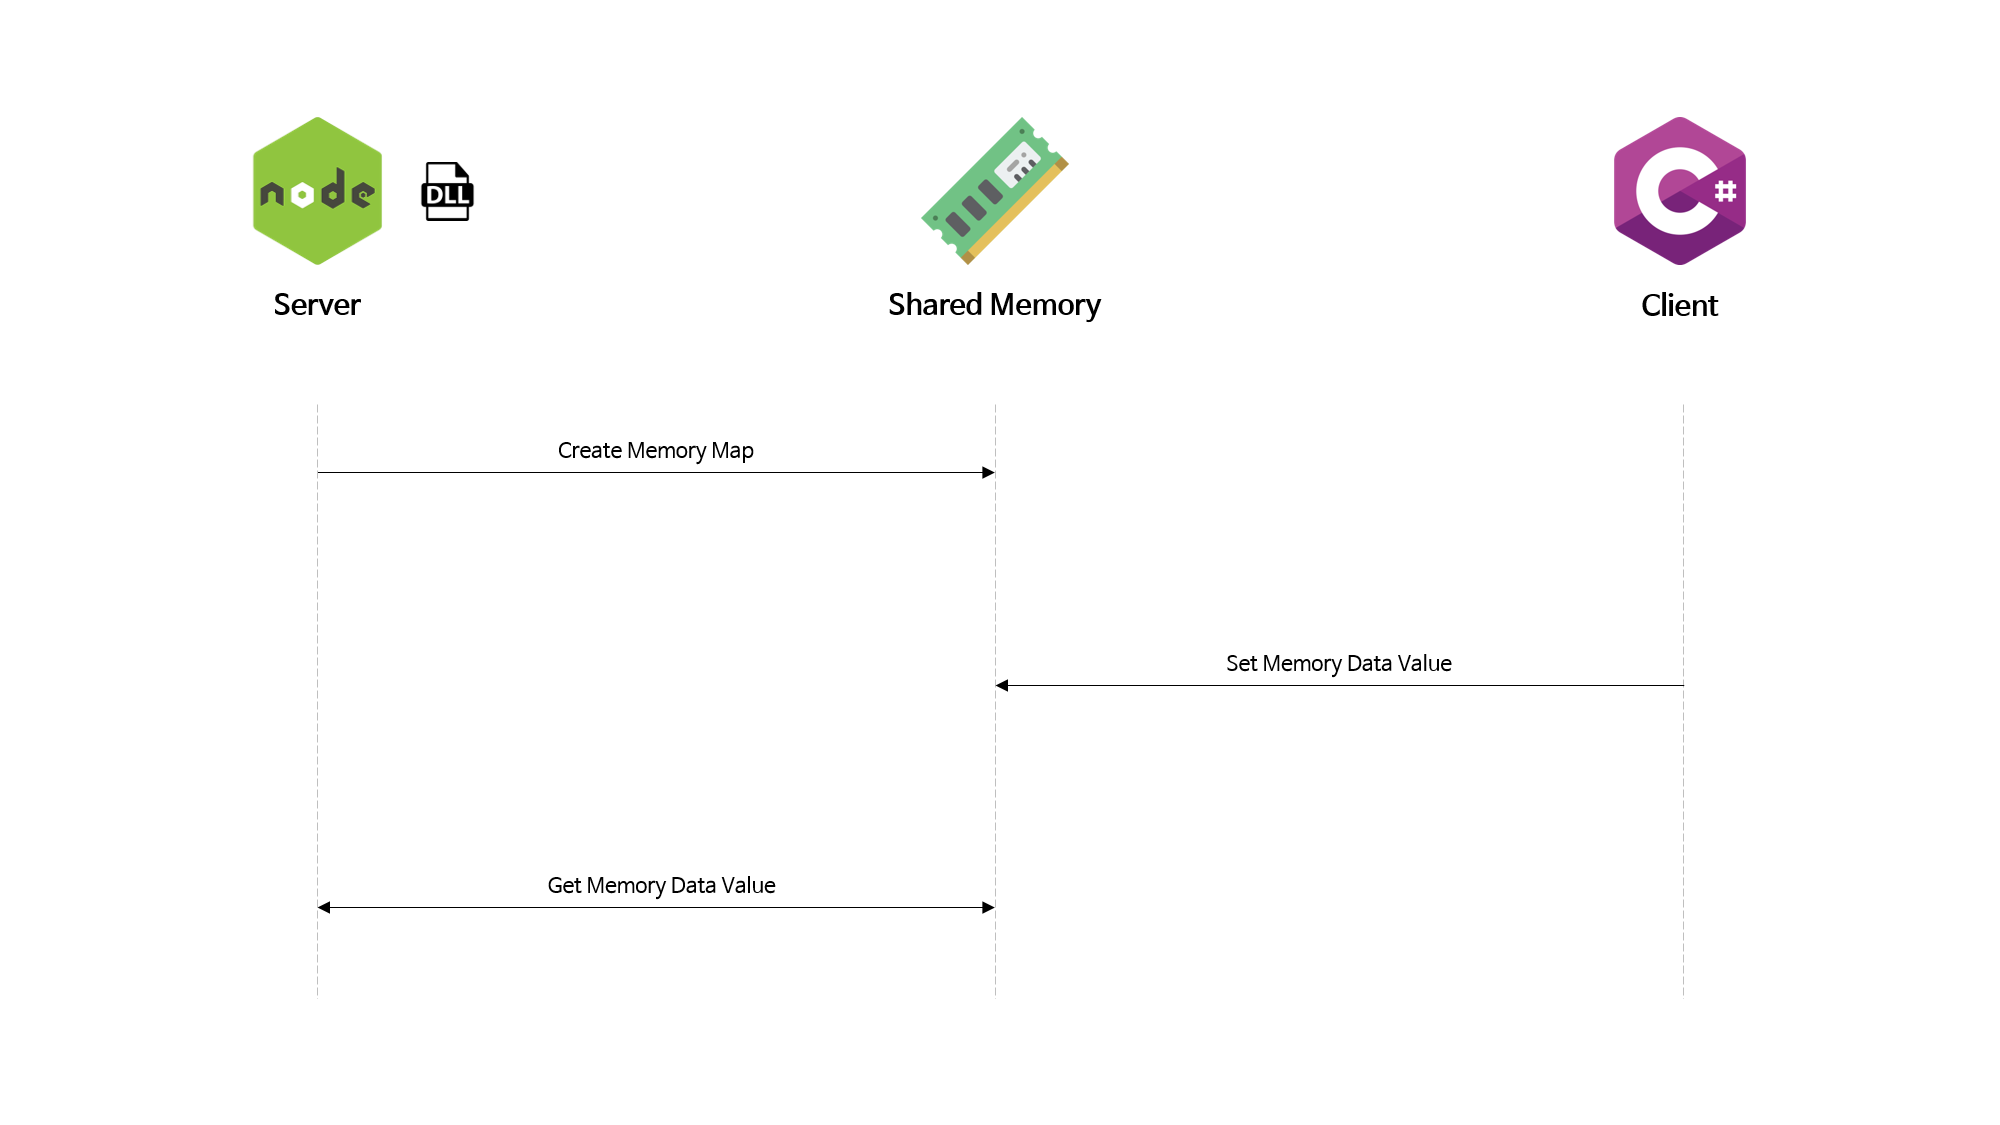 node
DLL
C#
Server
Shared Memory
Client
Create Memory Map
Set Memory Data Value
Get Memory Data Value